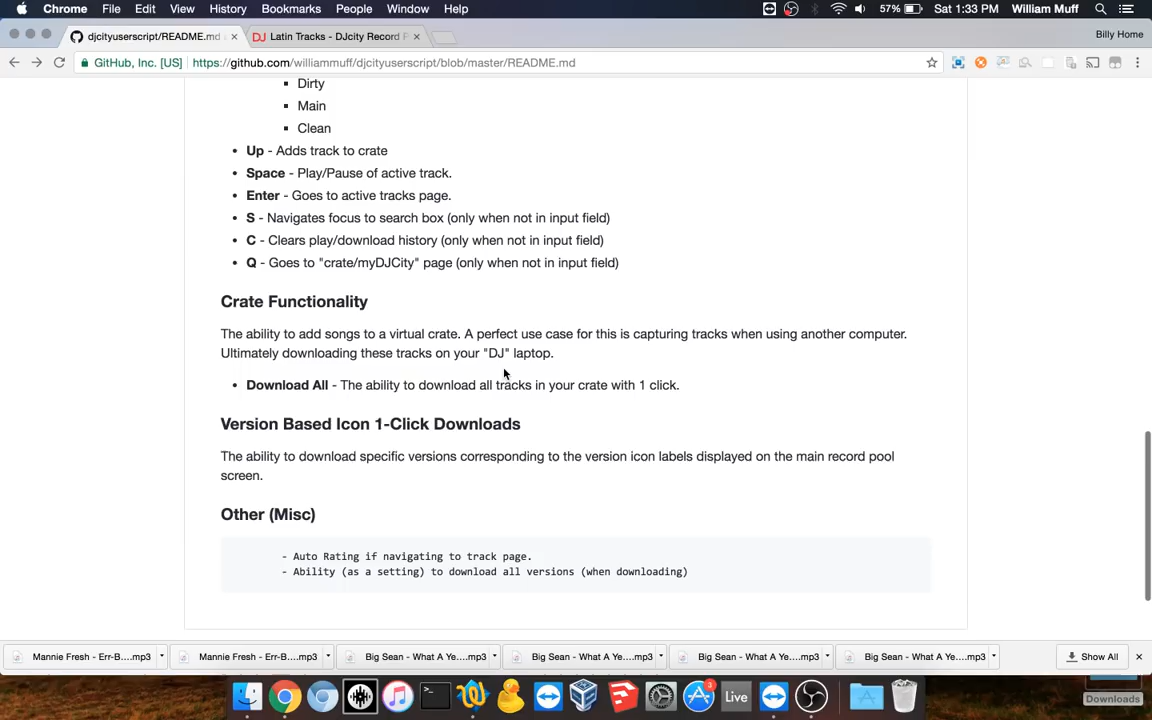 Chrome File Edit View History Bookmarks People Window Help 57% Sat 1:33 PM William Muff
djcityuserscript/README.md × DJ Latin Tracks - DJcity Record P × Billy Home
GitHub, Inc. [US] https://github.com/williammuff/djcityuserscript/blob/master/README.md
Dirty
Main
Clean
Up - Adds track to crate
Space - Play/Pause of active track.
Enter - Goes to active tracks page.
S - Navigates focus to search box (only when not in input field)
C - Clears play/download history (only when not in input field)
Q - Goes to "crate/myDJCity" page (only when not in input field)
Crate Functionality
The ability to add songs to a virtual crate. A perfect use case for this is capturing tracks when using another computer.
Ultimately downloading these tracks on your "DJ" laptop.
Download All - The ability to download all tracks in your crate with 1 click.
Version Based Icon 1-Click Downloads
The ability to download specific versions corresponding to the version icon labels displayed on the main record pool
screen.
Other (Misc)
- Auto Rating if navigating to track page.
- Ability (as a setting) to download all versions (when downloading)
Mannie Fresh - Err-B....mp3 Mannie Fresh - Err-B....mp3 Big Sean - What A Ye....mp3 Big Sean - What A Ye....mp3 Big Sean - What A Ye....mp3 Big Sean - What A Ye....mp3 Show All
3 Live
Downloads